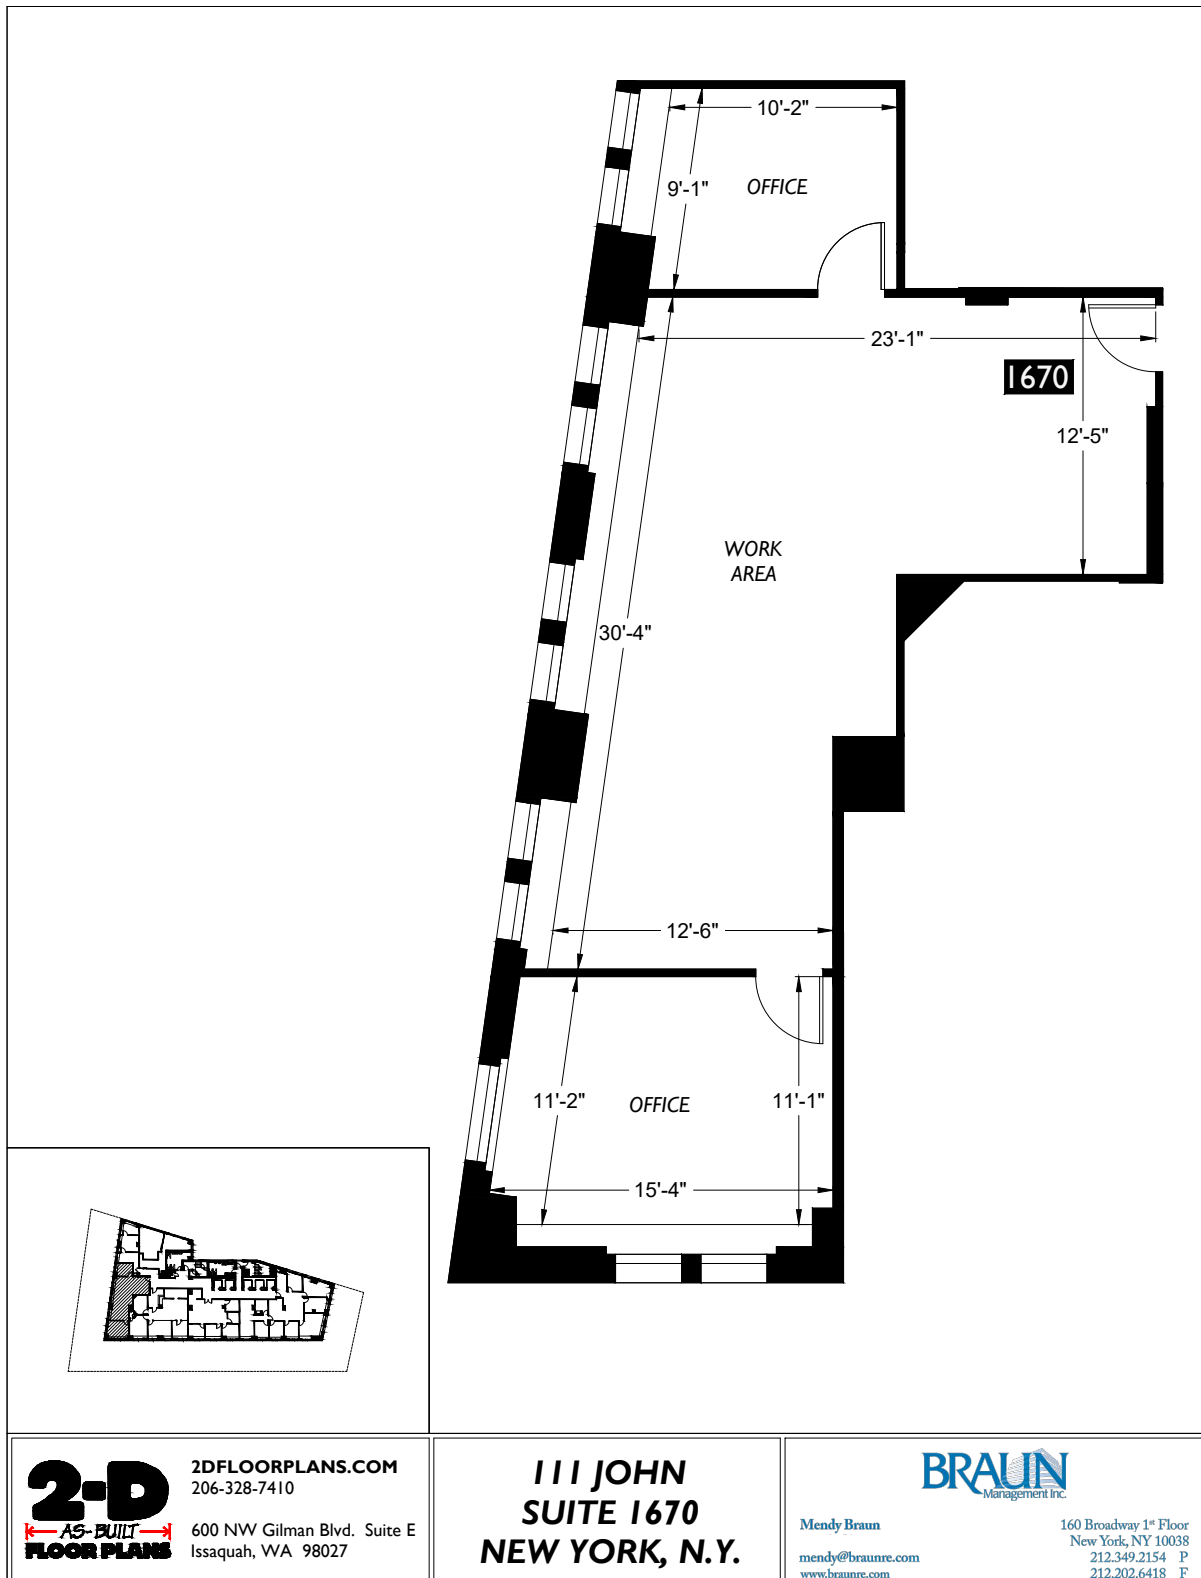 10'-2"
9'-1"
OFFICE
23'-1"
1670
12'-5"
WORK
AREA
30'-4"
12'-6"
11'-2"
OFFICE
11'-1"
15'-4"
2-D
AS-BUILT
FLOOR PLANS
2DFLOORPLANS.COM
206-328-7410
600 NW Gilman Blvd. Suite E
Issaquah, WA 98027
111 JOHN
SUITE 1670
NEW YORK, N.Y.
BRAUN
Management Inc.
Mendy Braun
mendy@braunre.com
www.braunre.com
160 Broadway 1st Floor
New York, NY 10038
212.349.2154 P
212.202.6418 F